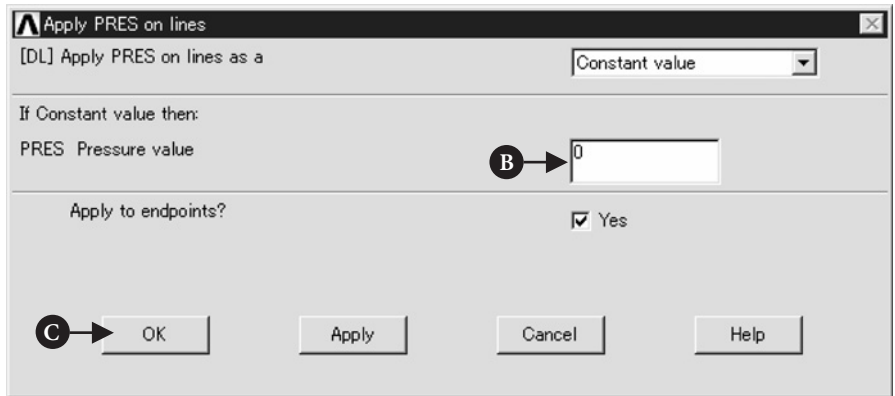 Apply PRES on lines
[DL] Apply PRES on lines as a Constant value
If Constant value then:
PRES Pressure value B 0
Apply to endpoints? Yes
C OK Apply Cancel Help